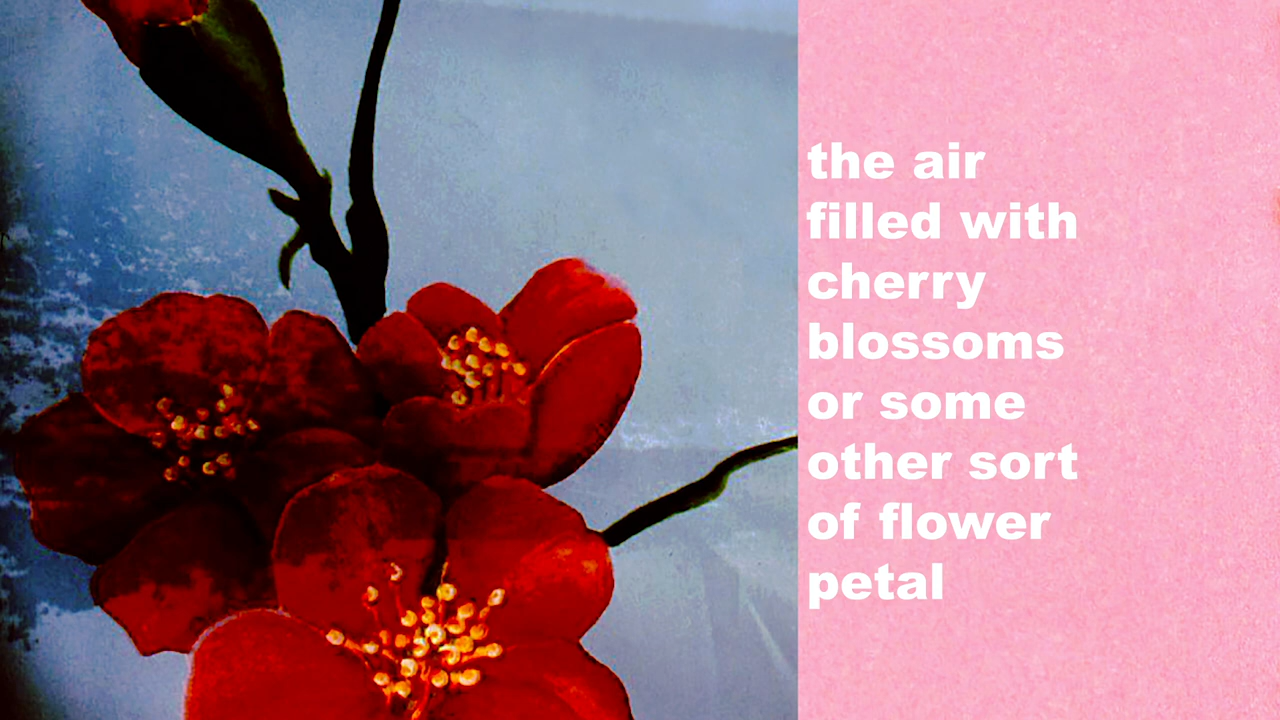 the air
filled with
cherry
blossoms
or some
other sort
of flower
petal